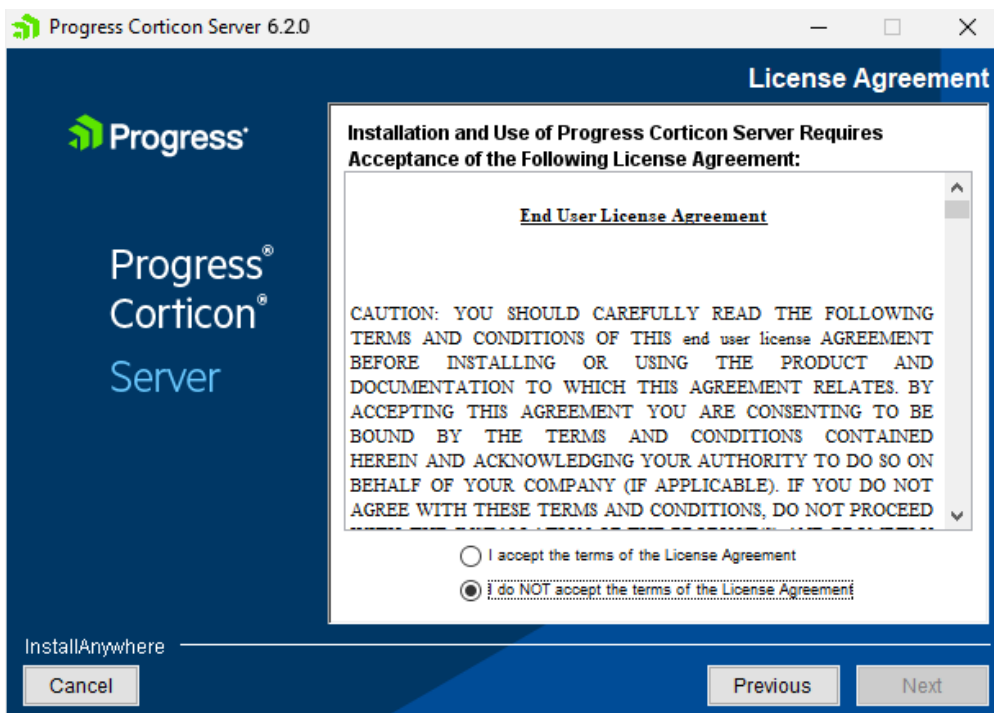 Progress Corticon Server 6.2.0
License Agreement
Progress
Progress®
Corticon®
Server
Installation and Use of Progress Corticon Server Requires
Acceptance of the Following License Agreement:
End User License Agreement
CAUTION: YOU SHOULD CAREFULLY READ THE FOLLOWING
TERMS AND CONDITIONS OF THIS end user license AGREEMENT
BEFORE INSTALLING OR USING THE PRODUCT AND
DOCUMENTATION TO WHICH THIS AGREEMENT RELATES. BY
ACCEPTING THIS AGREEMENT YOU ARE CONSENTING TO BE
BOUND BY THE TERMS AND CONDITIONS CONTAINED
HEREIN AND ACKNOWLEDGING YOUR AUTHORITY TO DO SO ON
BEHALF OF YOUR COMPANY (IF APPLICABLE). IF YOU DO NOT
AGREE WITH THESE TERMS AND CONDITIONS, DO NOT PROCEED
I accept the terms of the License Agreement
I do NOT accept the terms of the License Agreement
InstallAnywhere
Cancel
Previous
Next